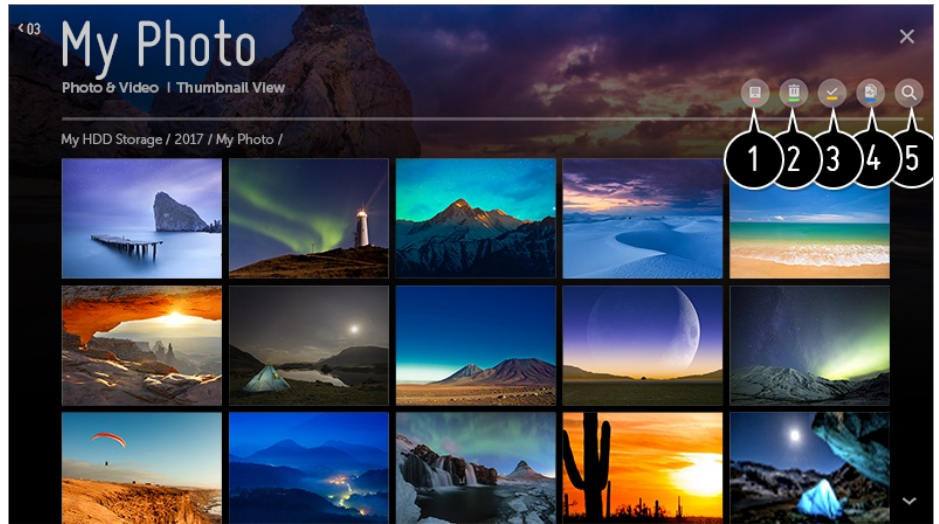 03
My Photo
Photo & Video | Thumbnail View
My HDD Storage / 2017 / My Photo /
1 2 3 4 5